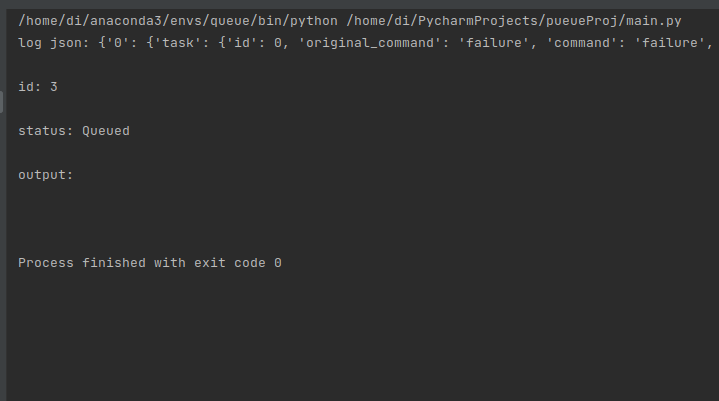 /home/di/anaconda3/envs/queue/bin/python /home/di/PycharmProjects/pueueProj/main.py
log json: {'0': {'task': {'id': 0, 'original_command': 'failure', 'command': 'failure',
id: 3
status: Queued
output:
Process finished with exit code 0